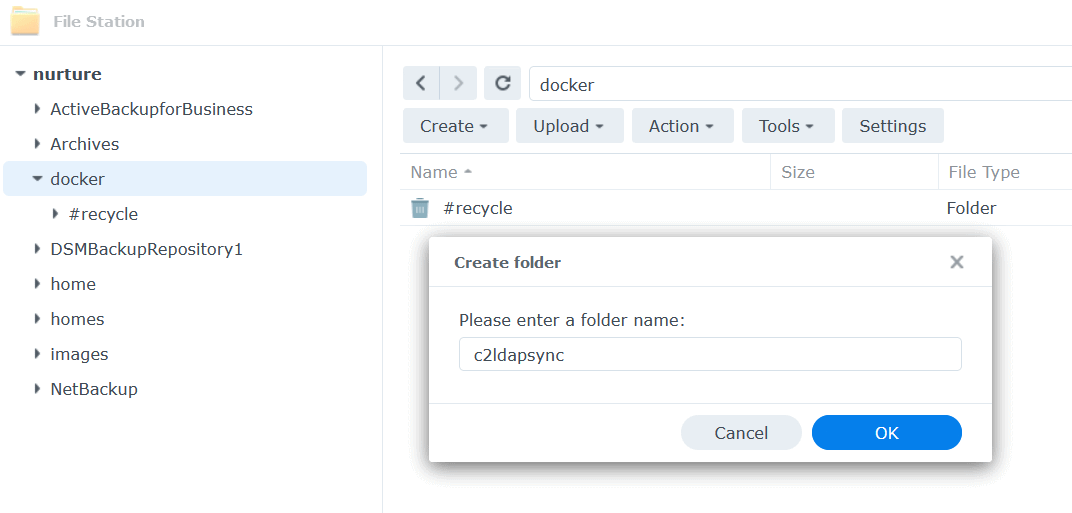 File Station
nurture
ActiveBackupforBusiness
Archives
docker
#recycle
DSMBackupRepository1
home
homes
images
NetBackup
docker
Create
Upload
Action
Tools
Settings
Name
Size
File Type
#recycle
Folder
Create folder
Please enter a folder name:
c2ldapsync
Cancel
OK